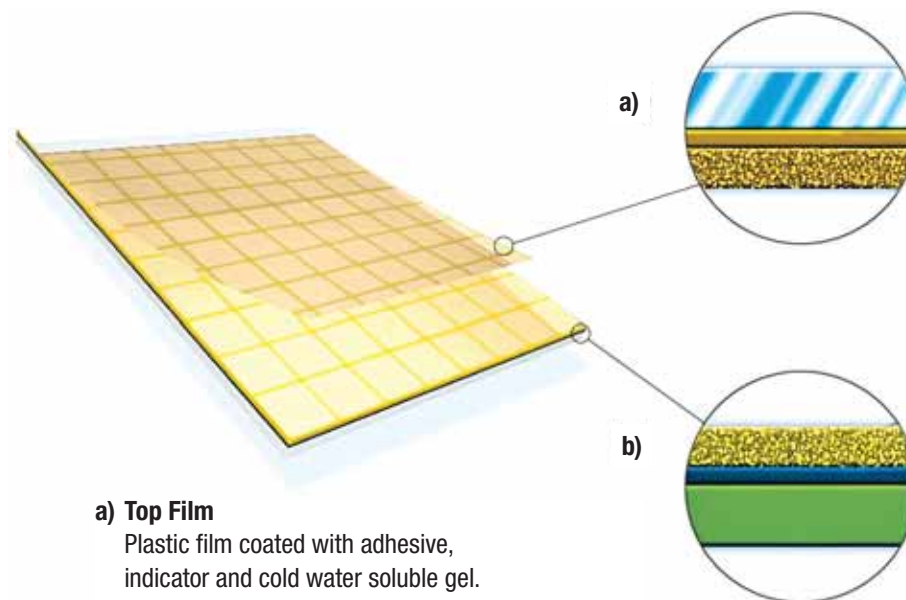 a)
b)
a) Top Film
Plastic film coated with adhesive,
indicator and cold water soluble gel.